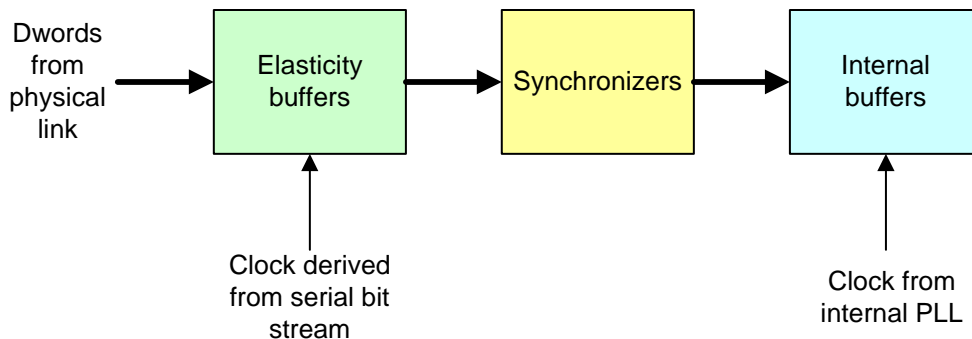 Dwords
from
physical
link
Elasticity
buffers
Synchronizers
Internal
buffers
Clock derived
from serial bit
stream
Clock from
internal PLL